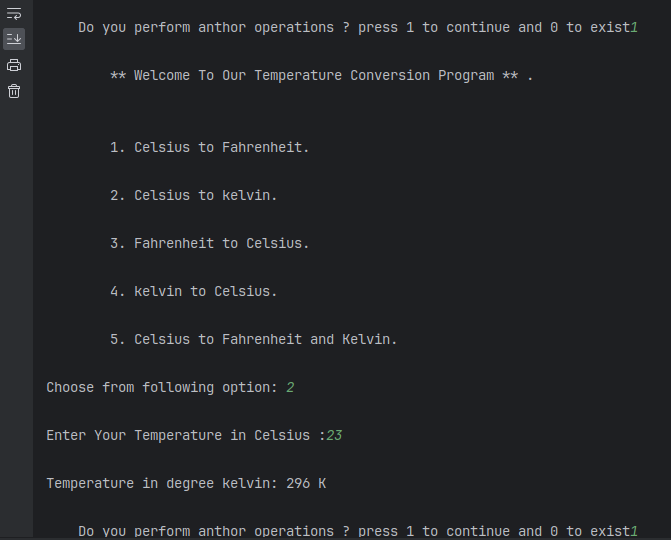 Do you perform anthor operations ? press 1 to continue and 0 to exist1
** Welcome To Our Temperature Conversion Program ** .
1. Celsius to Fahrenheit.
2. Celsius to kelvin.
3. Fahrenheit to Celsius.
4. kelvin to Celsius.
5. Celsius to Fahrenheit and Kelvin.
Choose from following option: 2
Enter Your Temperature in Celsius :23
Temperature in degree kelvin: 296 K
Do you perform anthor operations ? press 1 to continue and 0 to exist1